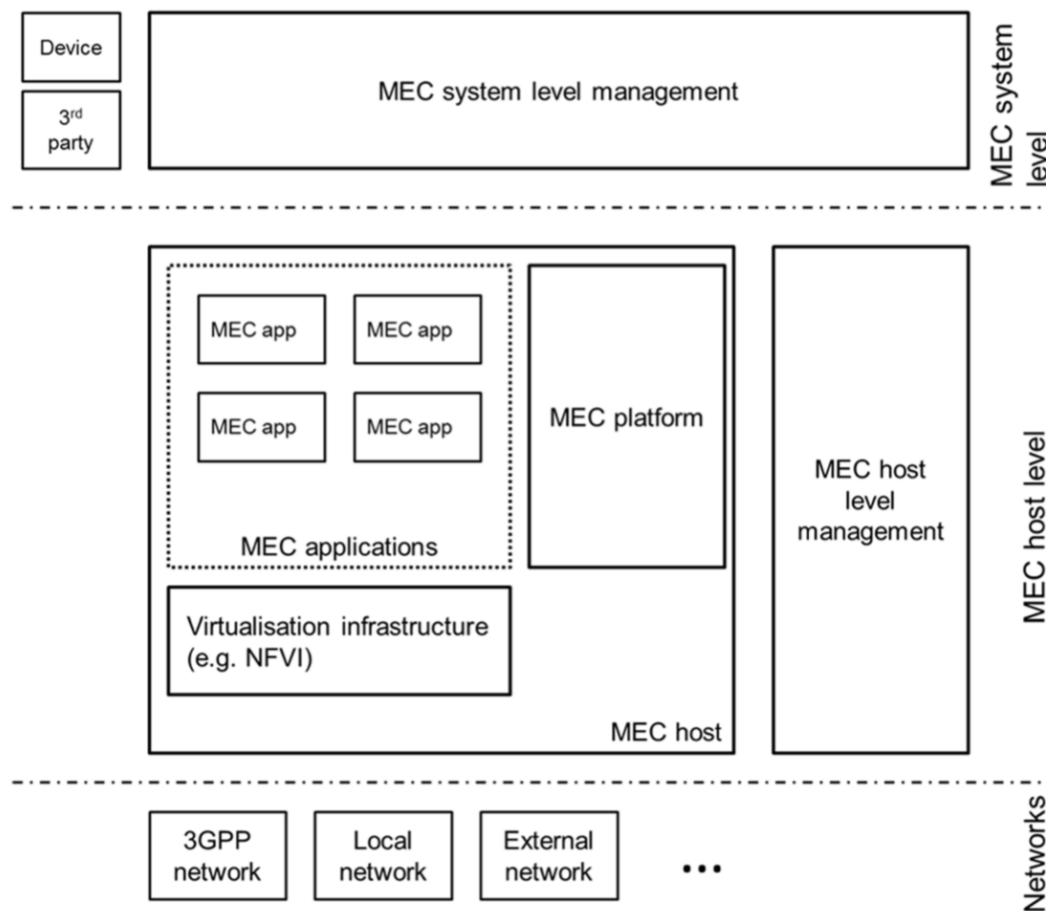 Device
3rd
party
MEC system level management
MEC system
level
MEC app
MEC app
MEC app
MEC app
MEC applications
MEC platform
Virtualisation infrastructure
(e.g. NFVI)
MEC host
MEC host
level
management
MEC host level
3GPP
network
Local
network
External
network
...
Networks